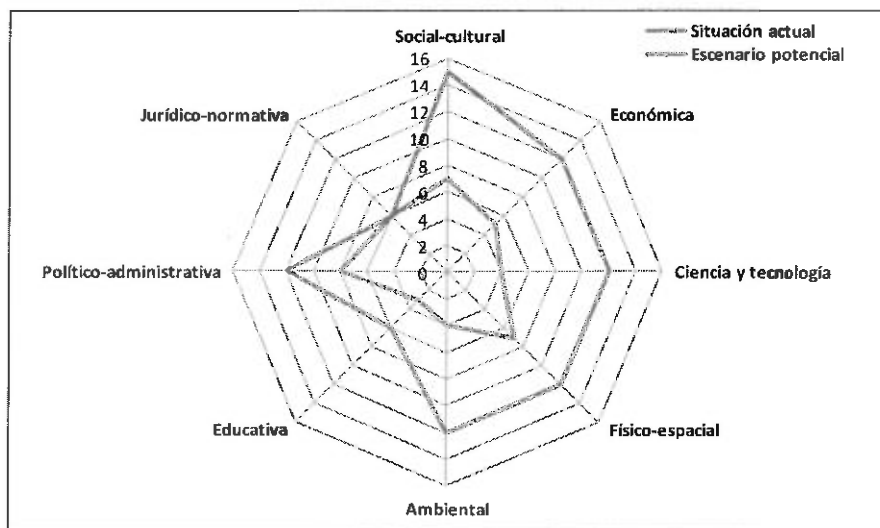 Social-cultural
Situación actual
Escenario potencial
16
14
12
10
8
6
4
2
0
Jurídico-normativa
Económica
Político-administrativa
Ciencia y tecnología
Educativa
Físico-espacial
Ambiental